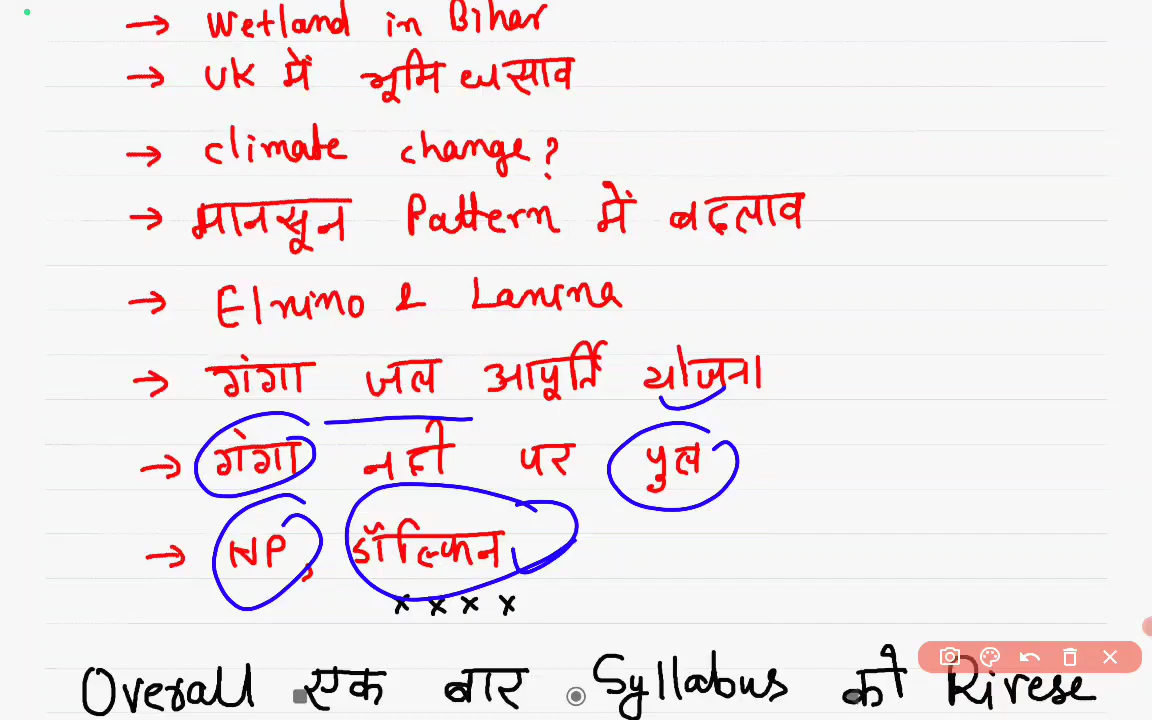 → Wetland in Bihar
→ UK में भूमि धसाव
→ climate change?
→ मानसून Pattern में बदलाव
→ Elnino & Lanina
→ गंगा जल आपूर्ति योजना
→ गंगा नदी पर पुल
→ NP, डॉल्फिन
x x x x
Overall एक बार Syllabus को Rivese